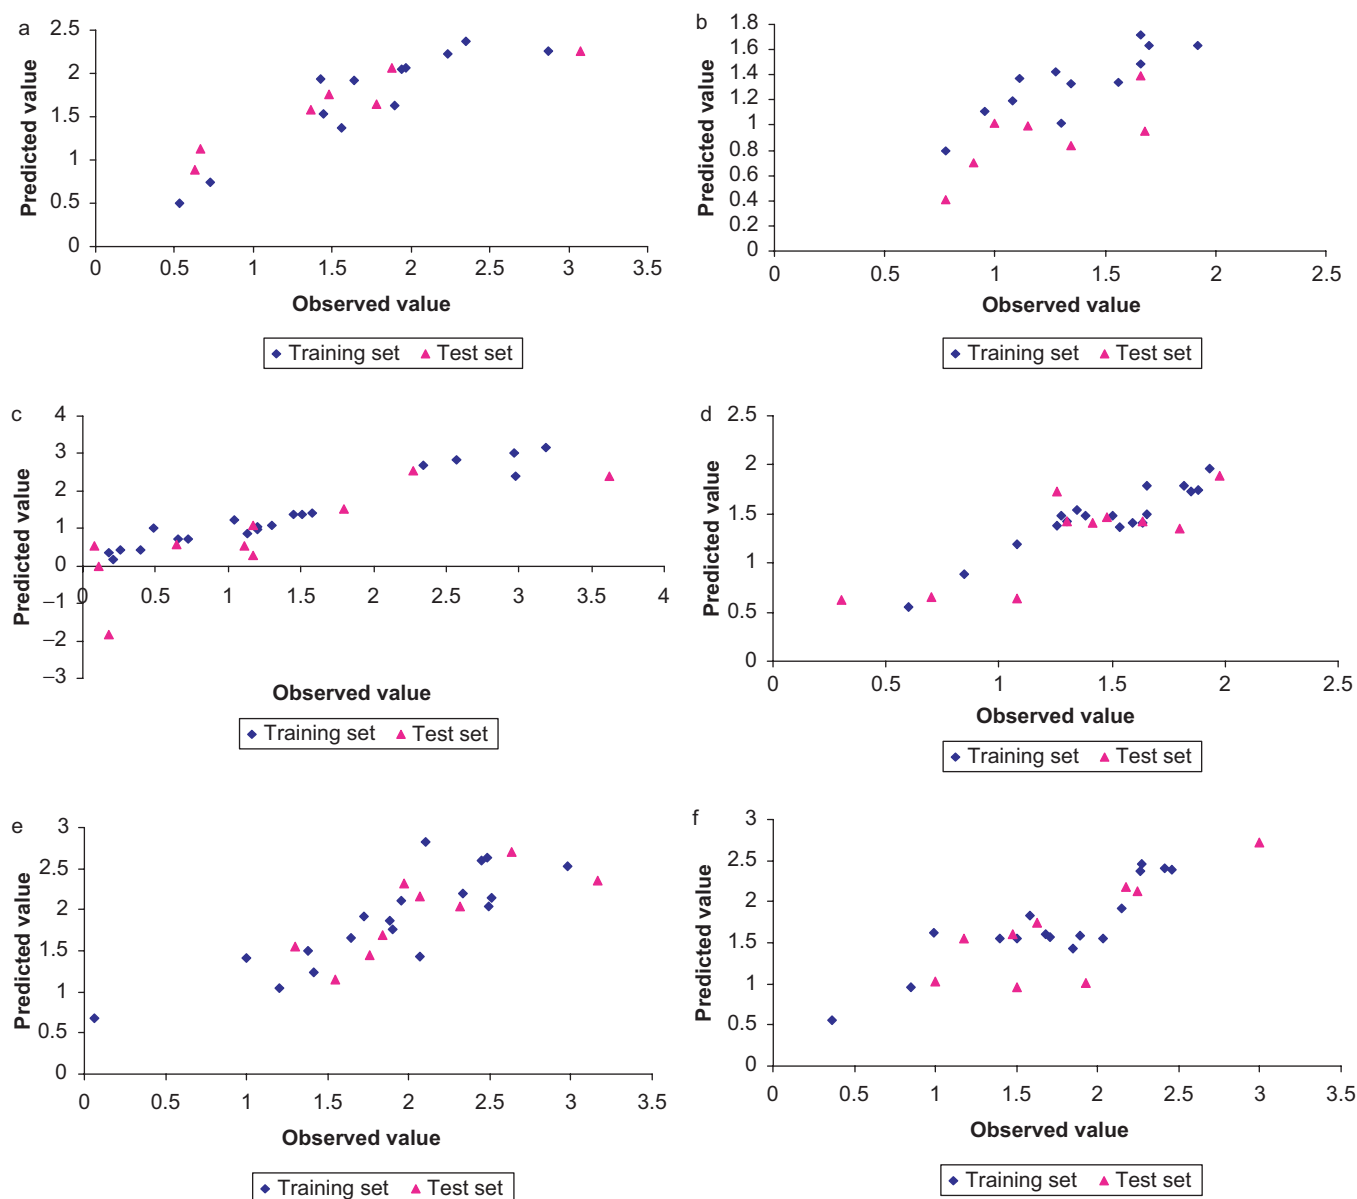 a
2.5
2
1.5
1
0.5
0
Predicted value
0 0.5 1 1.5 2 2.5 3 3.5
Observed value
Training set Test set
b
1.8
1.6
1.4
1.2
1
0.8
0.6
0.4
0.2
0
Predicted value
0 0.5 1 1.5 2 2.5
Observed value
Training set Test set
c
4
3
2
1
0
–1
–2
–3
Predicted value
0 0.5 1 1.5 2 2.5 3 3.5 4
Observed value
Training set Test set
d
2.5
2
1.5
1
0.5
0
Predicted value
0 0.5 1 1.5 2 2.5
Observed value
Training set Test set
e
3
2.5
2
1.5
1
0.5
0
Predicted value
0 0.5 1 1.5 2 2.5 3 3.5
Observed value
Training set Test set
f
3
2.5
2
1.5
1
0.5
0
Predicted value
0 0.5 1 1.5 2 2.5 3 3.5
Observed value
Training set Test set